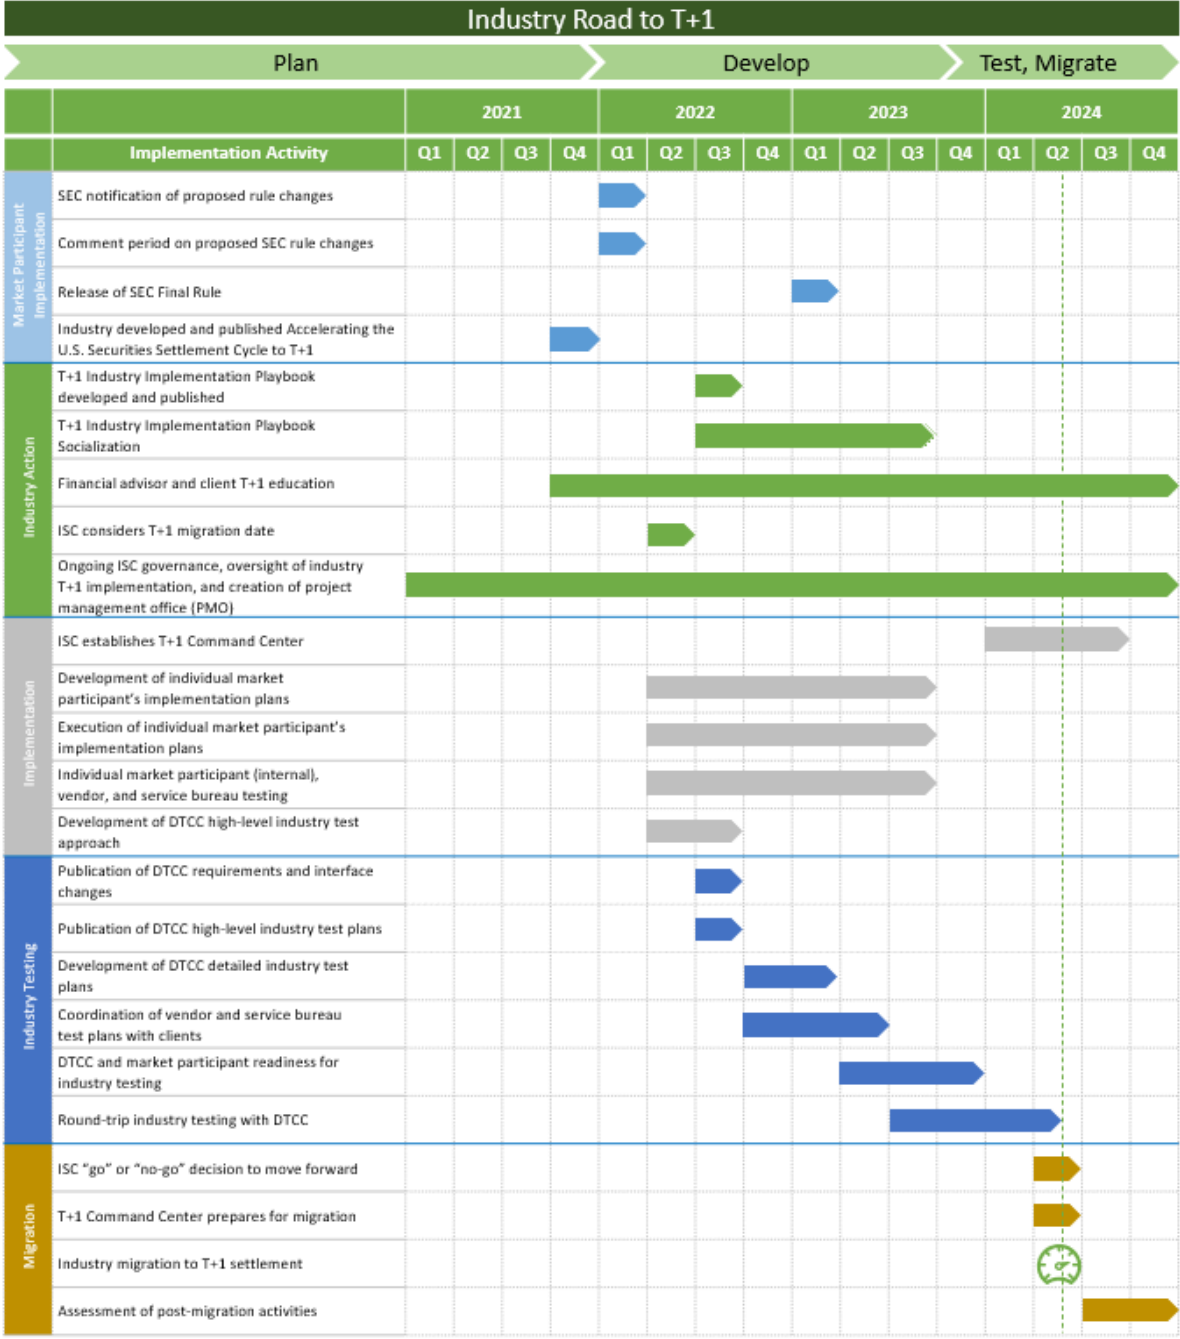 Industry Road to T+1
Plan
Develop
Test, Migrate
2021
2022
2023
2024
Implementation Activity
Q1
Q2
Q3
Q4
Q1
Q2
Q3
Q4
Q1
Q2
Q3
Q4
Q1
Q2
Q3
Q4
Market Participant
Implementation
SEC notification of proposed rule changes
Comment period on proposed SEC rule changes
Release of SEC Final Rule
Industry developed and published Accelerating the
U.S. Securities Settlement Cycle to T+1
Industry Action
T+1 Industry Implementation Playbook
developed and published
T+1 Industry Implementation Playbook
Socialization
Financial advisor and client T+1 education
ISC considers T+1 migration date
Ongoing ISC governance, oversight of industry
T+1 implementation, and creation of project
management office (PMO)
Implementation
ISC establishes T+1 Command Center
Development of individual market
participant's implementation plans
Execution of individual market participant's
implementation plans
Individual market participant (internal),
vendor, and service bureau testing
Development of DTCC high-level industry test
approach
Industry Testing
Publication of DTCC requirements and interface
changes
Publication of DTCC high-level industry test plans
Development of DTCC detailed industry test
plans
Coordination of vendor and service bureau
test plans with clients
DTCC and market participant readiness for
industry testing
Round-trip industry testing with DTCC
Migration
ISC "go" or "no-go" decision to move forward
T+1 Command Center prepares for migration
Industry migration to T+1 settlement
Assessment of post-migration activities